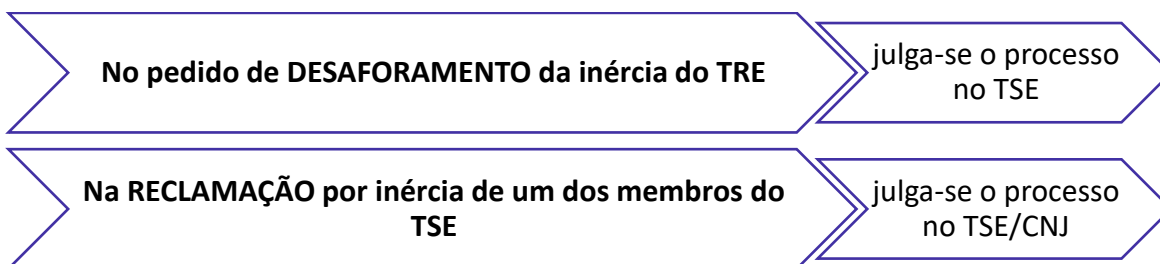 No pedido de DESAFORAMENTO da inércia do TRE
julga-se o processo
no TSE
Na RECLAMAÇÃO por inércia de um dos membros do
TSE
julga-se o processo
no TSE/CNJ